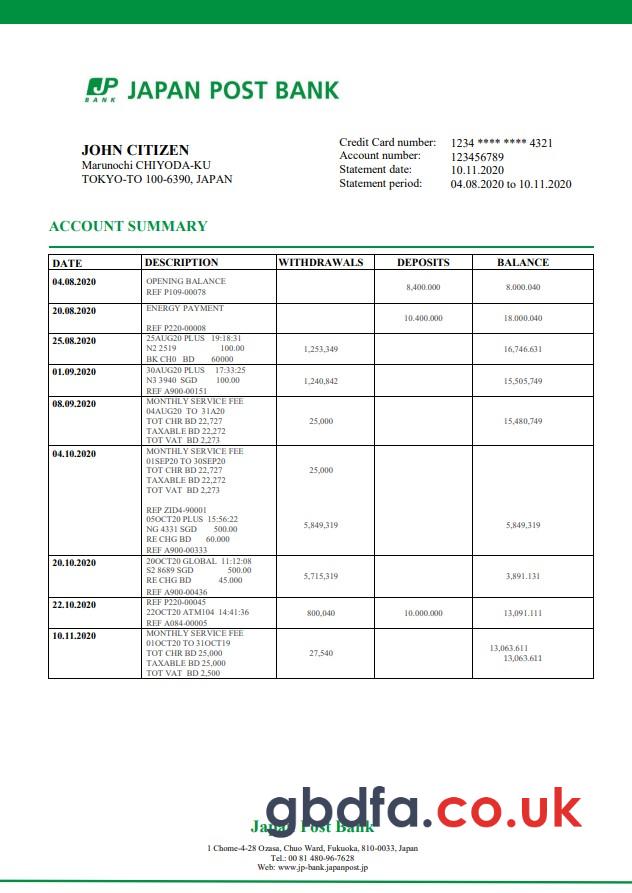 JP
BANK
JAPAN POST BANK
JOHN CITIZEN
Marunochi CHIYODA-KU
TOKYO-TO 100-6390, JAPAN
Credit Card number: 1234 **** **** 4321
Account number: 123456789
Statement date: 10.11.2020
Statement period: 04.08.2020 to 10.11.2020
ACCOUNT SUMMARY
DATE DESCRIPTION WITHDRAWALS DEPOSITS BALANCE
04.08.2020 OPENING BALANCE
REF P109-00078 8,400.000 8.000.040
20.08.2020 ENERGY PAYMENT
10.400.000 18.000.040
REF P220-00008
25.08.2020 25AUG20 PLUS 19:18:31
N2 2519 100.00 1,253,349 16,746.631
BK CH0 BD 60000
01.09.2020 30AUG20 PLUS 17:33:25
N3 3940 SGD 100.00 1,240,842 15,505,749
REF A900-00151
08.09.2020 MONTHLY SERVICE FEE
04AUG20 TO 31A20
TOT CHR BD 22,727 25,000 15,480,749
TAXABLE BD 22,272
TOT VAT BD 2,273
04.10.2020 MONTHLY SERVICE FEE
01SEP20 TO 30SEP20
TOT CHR BD 22,727 25,000
TAXABLE BD 22,272
TOT VAT BD 2,273
REP ZID4-90001
05OCT20 PLUS 15:56:22
NG 4331 SGD 500.00 5,849,319 5,849,319
RE CHG BD 60.000
REF A900-00333
20.10.2020 20OCT20 GLOBAL 11:12:08
S2 8689 SGD 500.00 5,715,319 3,891.131
RE CHG BD 45.000
REF A900-00436
22.10.2020 REF P220-00045
22OCT20 ATM104 14:41:36 800,040 10.000.000 13,091.111
REF A084-00005
10.11.2020 MONTHLY SERVICE FEE
01OCT20 TO 31OCT19
TOT CHR BD 25,000 27,540 13,063.611
TAXABLE BD 25,000 13,063.611
TOT VAT BD 2,500
gbdfa.co.uk
Japan Post Bank
1 Chome-4-28 Ozasa, Chuo Ward, Fukuoka, 810-0033, Japan
Tel.: 00 81 480-96-7628
Web: www.jp-bank.japanpost.jp